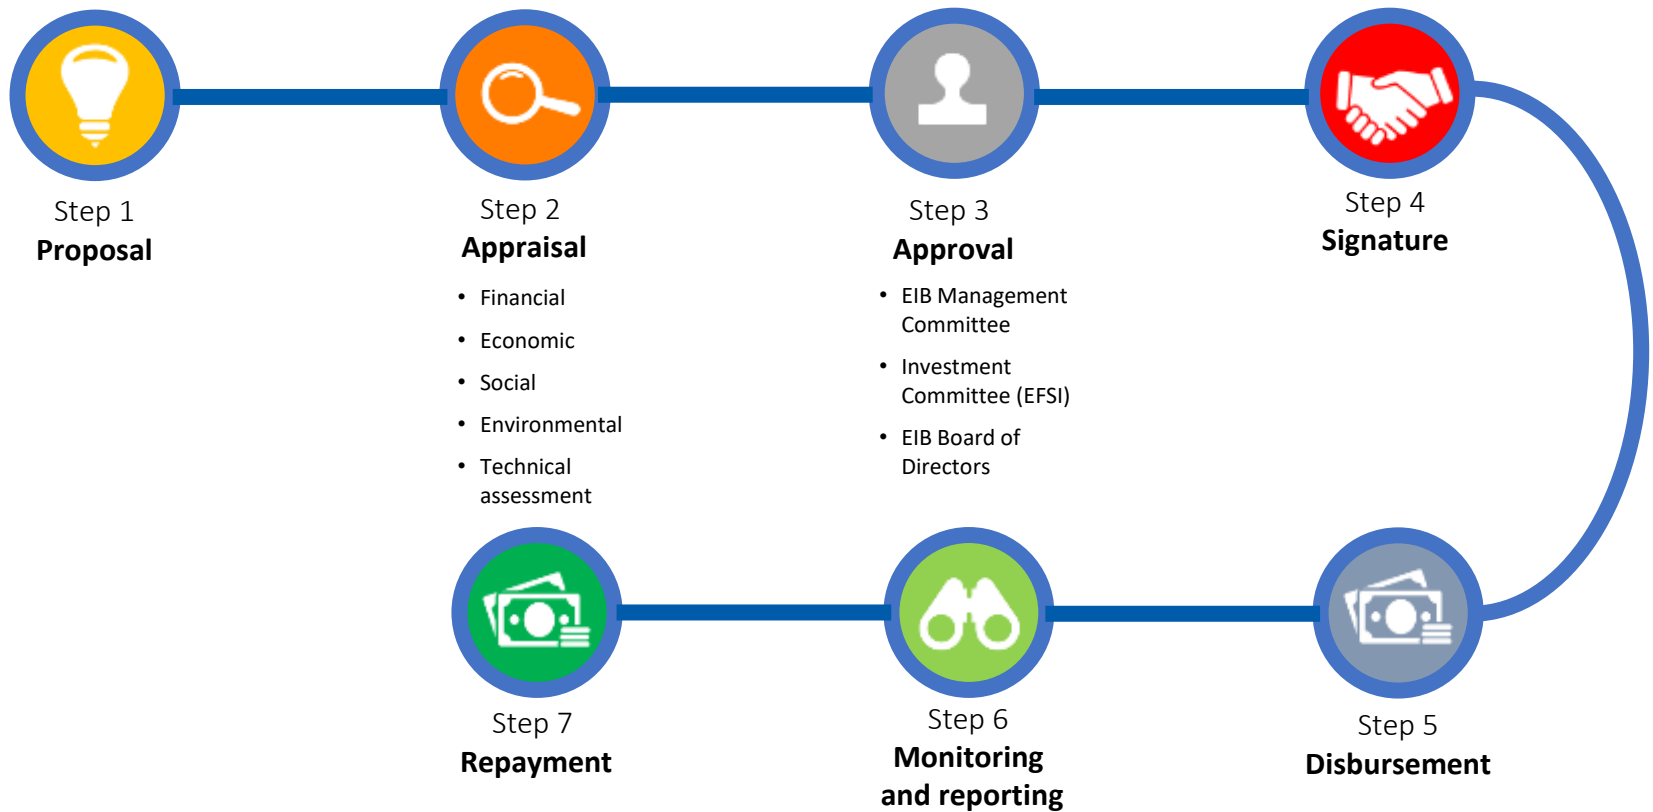 Step 1
Proposal
Step 2
Appraisal
• Financial
• Economic
• Social
• Environmental
• Technical
assessment
Step 3
Approval
• EIB Management
Committee
• Investment
Committee (EFSI)
• EIB Board of
Directors
Step 4
Signature
Step 5
Disbursement
Step 6
Monitoring
and reporting
Step 7
Repayment